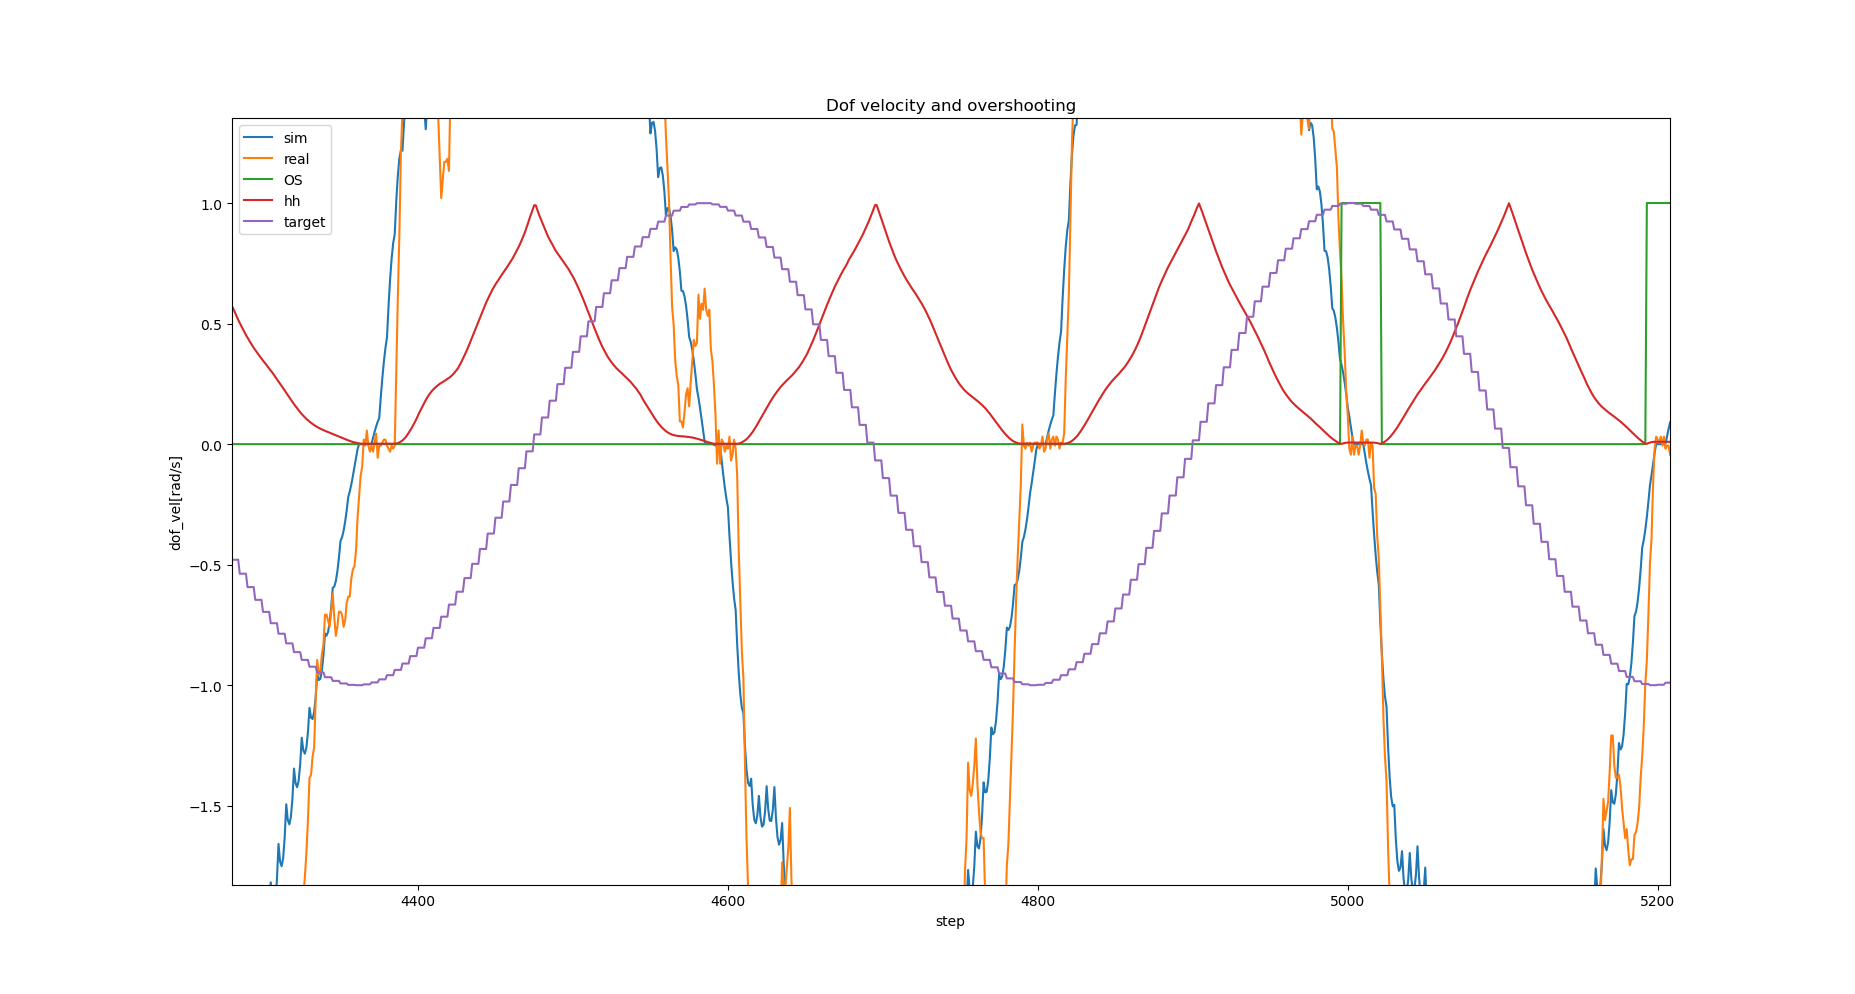 Dof velocity and overshooting
sim
real
OS
hh
target
1.0
0.5
0.0
−0.5
−1.0
−1.5
dof_vel[rad/s]
4400
4600
4800
5000
5200
step